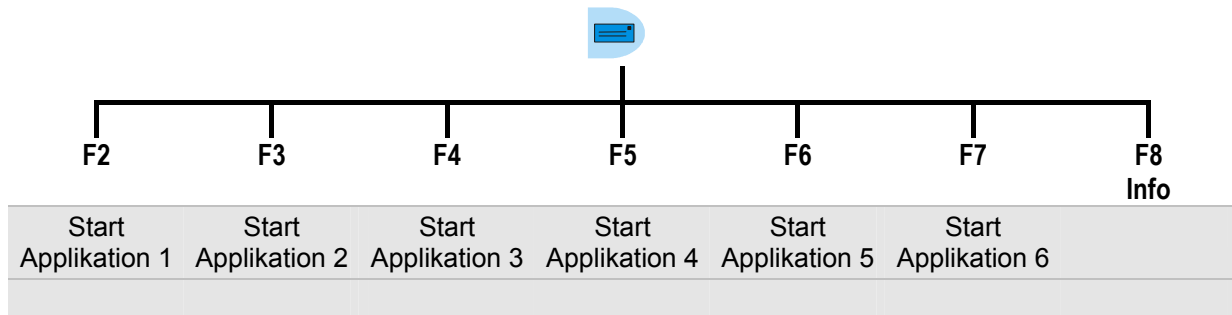 F2 F3 F4 F5 F6 F7 F8
Info
Start Start Start Start Start Start
Applikation 1 Applikation 2 Applikation 3 Applikation 4 Applikation 5 Applikation 6